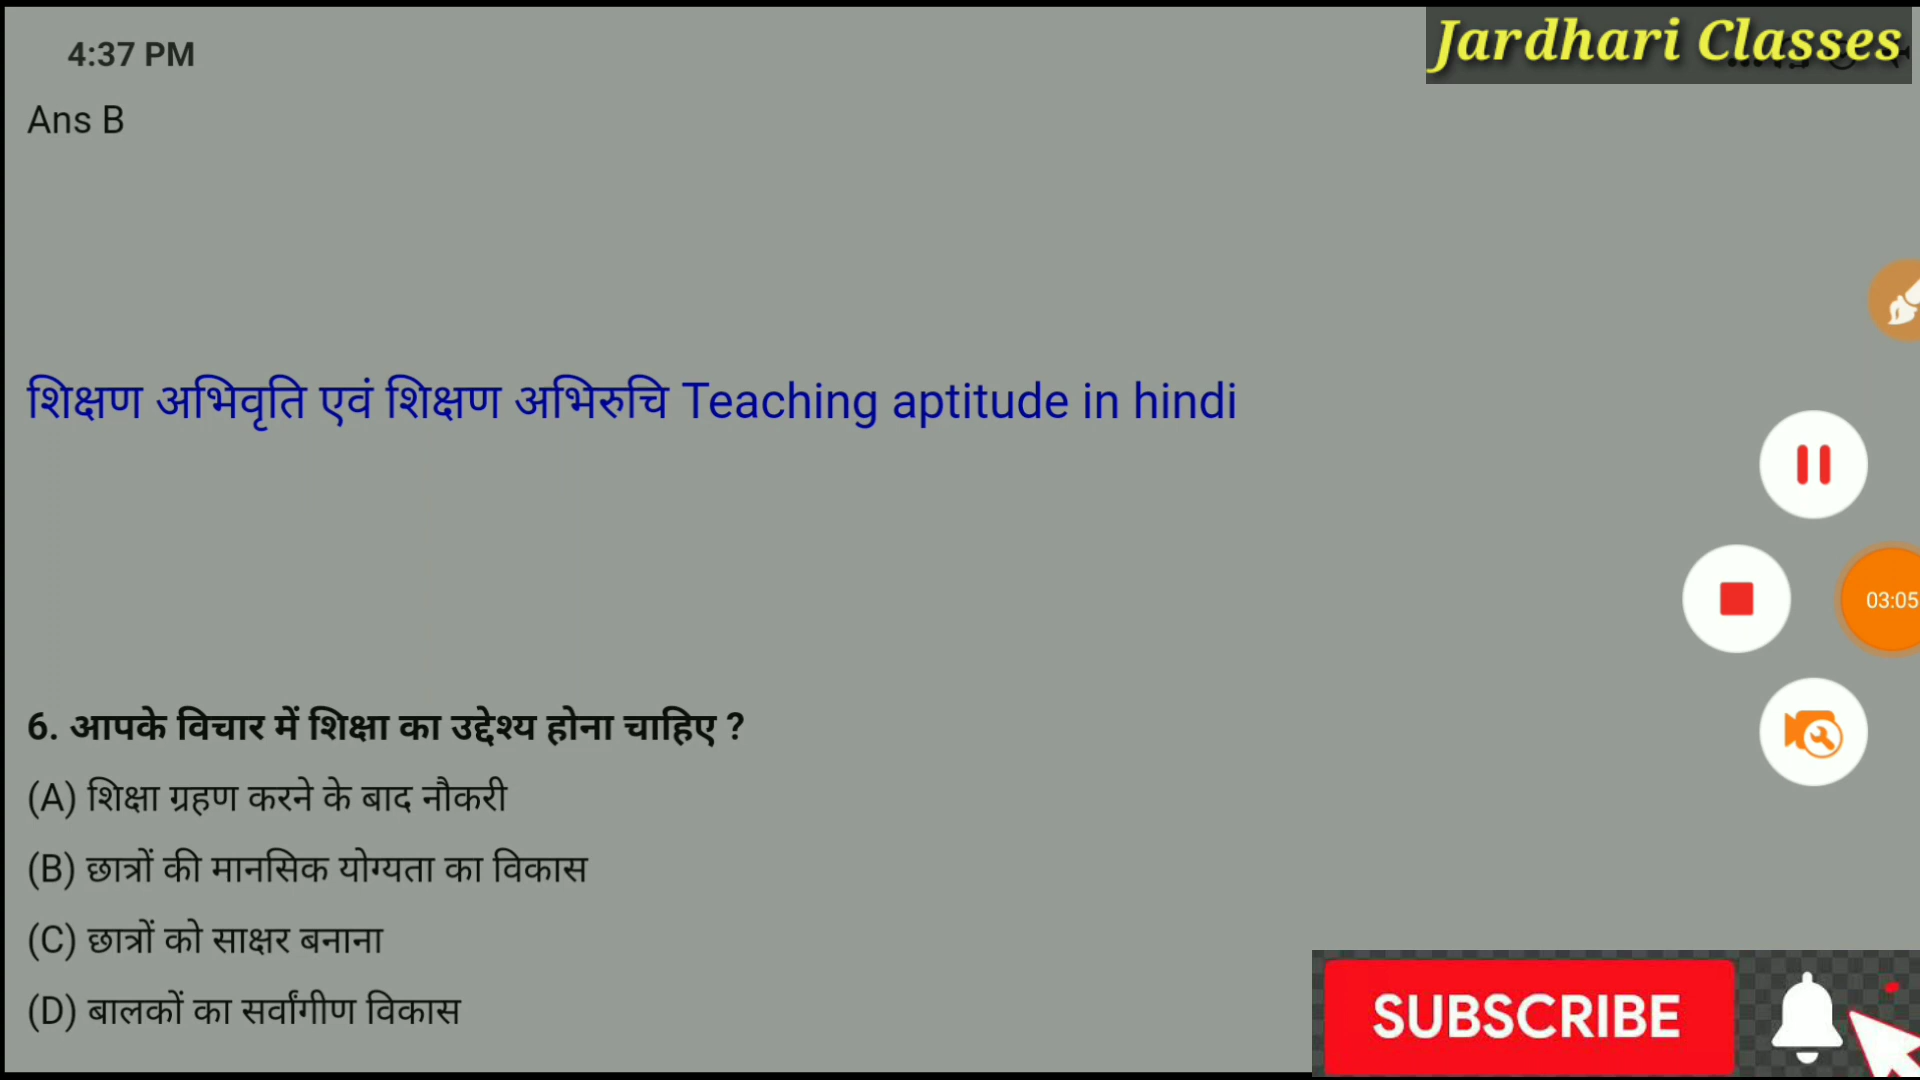 4:37 PM
Jardhari Classes
Ans B
शिक्षण अभिवृति एवं शिक्षण अभिरुचि Teaching aptitude in hindi
03:05
6. आपके विचार में शिक्षा का उद्देश्य होना चाहिए ?
(A) शिक्षा ग्रहण करने के बाद नौकरी
(B) छात्रों की मानसिक योग्यता का विकास
(C) छात्रों को साक्षर बनाना
(D) बालकों का सर्वांगीण विकास
SUBSCRIBE